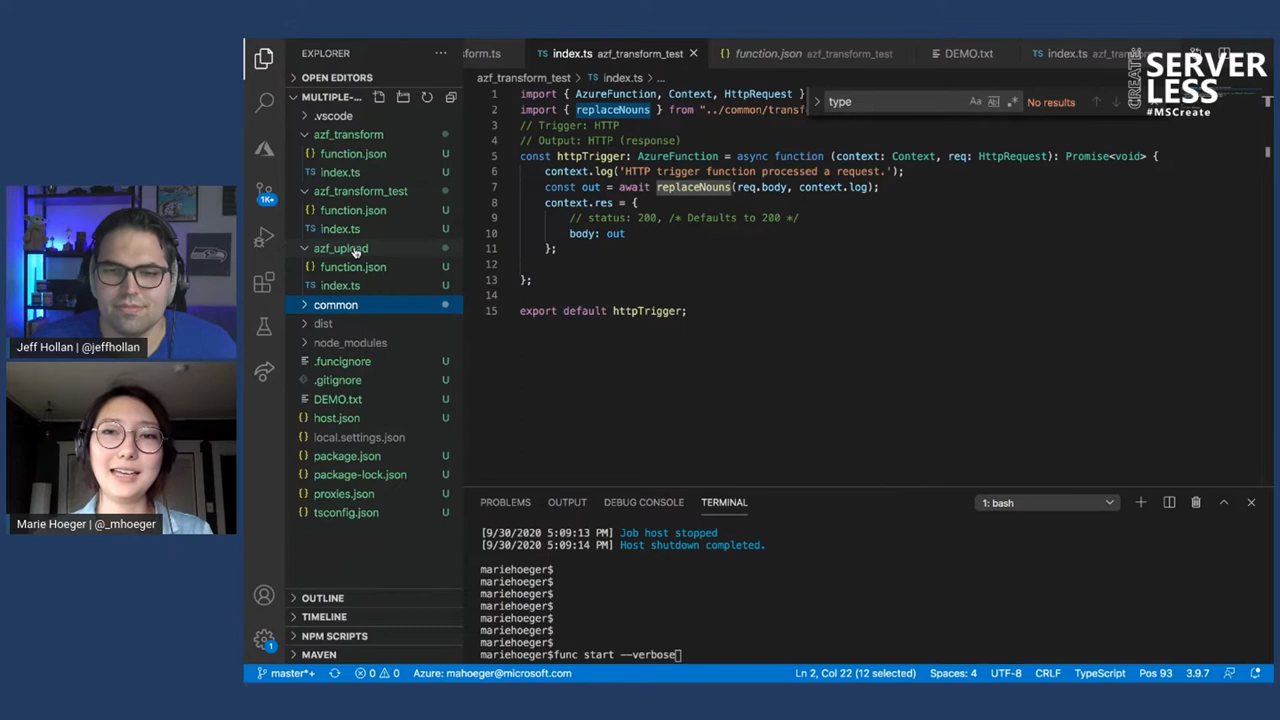 EXPLORER
OPEN EDITORS
MULTIPLE-...
.vscode
azf_transform
function.json
index.ts U
azf_transform_test
function.json U
index.ts U
azf_upload
function.json U
index.ts U
common
dist
node_modules
.funcignore U
.gitignore U
DEMO.txt U
host.json U
local.settings.json
package.json U
package-lock.json U
proxies.json U
tsconfig.json U
OUTLINE
TIMELINE
NPM SCRIPTS
MAVEN
1K+
1
sform.ts
TS index.ts azf_transform_test
function.json azf_transform_test
DEMO.txt
TS index.ts azf_transform
azf_transform_test > TS index.ts > ...
type Aa Abl .* No results
CREATE:
SERVER
LESS
#MSCreate
1 import { AzureFunction, Context, HttpRequest }
2 import { replaceNouns } from "../common/transf
3 // Trigger: HTTP
4 // Output: HTTP (response)
5 const httpTrigger: AzureFunction = async function (context: Context, req: HttpRequest): Promise<void> {
6 context.log('HTTP trigger function processed a request.');
7 const out = await replaceNouns(req.body, context.log);
8 context.res = {
9 // status: 200, /* Defaults to 200 */
10 body: out
11 };
12
13 };
14
15 export default httpTrigger;
PROBLEMS OUTPUT DEBUG CONSOLE TERMINAL 1: bash
[9/30/2020 5:09:13 PM] Job host stopped
[9/30/2020 5:09:14 PM] Host shutdown completed.
mariehoeger$
mariehoeger$
mariehoeger$
mariehoeger$
mariehoeger$
mariehoeger$
mariehoeger$
mariehoeger$func start --verbose
master*+ 0 0 Azure: mahoeger@microsoft.com Ln 2, Col 22 (12 selected) Spaces: 4 UTF-8 CRLF TypeScript Pos 93 3.9.7
Jeff Hollan | @jeffhollan
Marie Hoeger | @_mhoeger